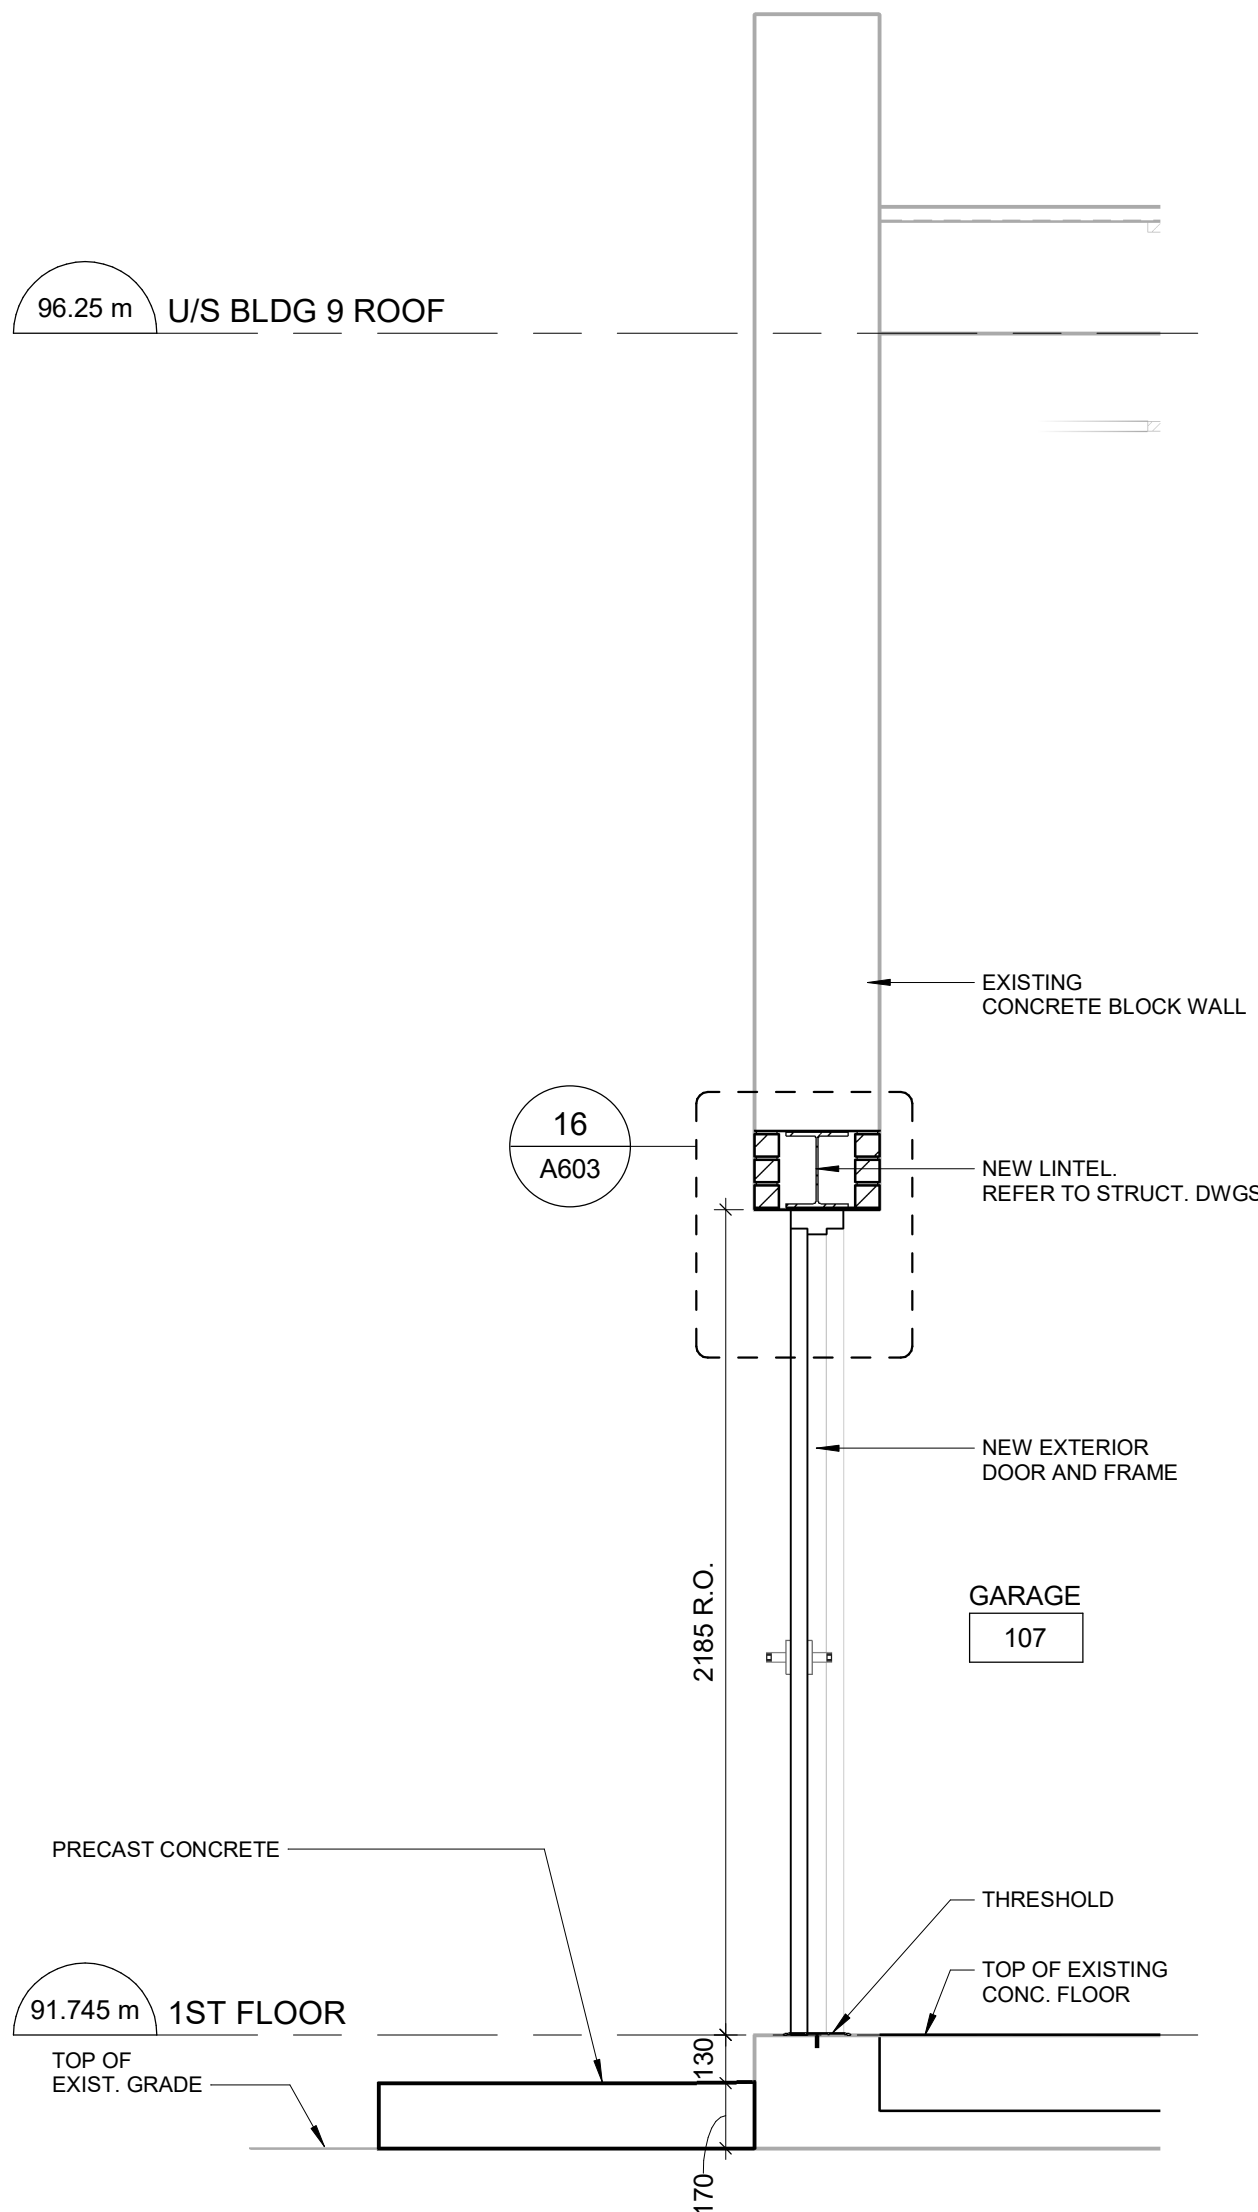 96.25 m U/S BLDG 9 ROOF
EXISTING
CONCRETE BLOCK WALL
16
A603
NEW LINTEL.
REFER TO STRUCT. DWGS
NEW EXTERIOR
DOOR AND FRAME
2185 R.O.
GARAGE
107
PRECAST CONCRETE
THRESHOLD
TOP OF EXISTING
CONC. FLOOR
91.745 m 1ST FLOOR
TOP OF
EXIST. GRADE
130
170